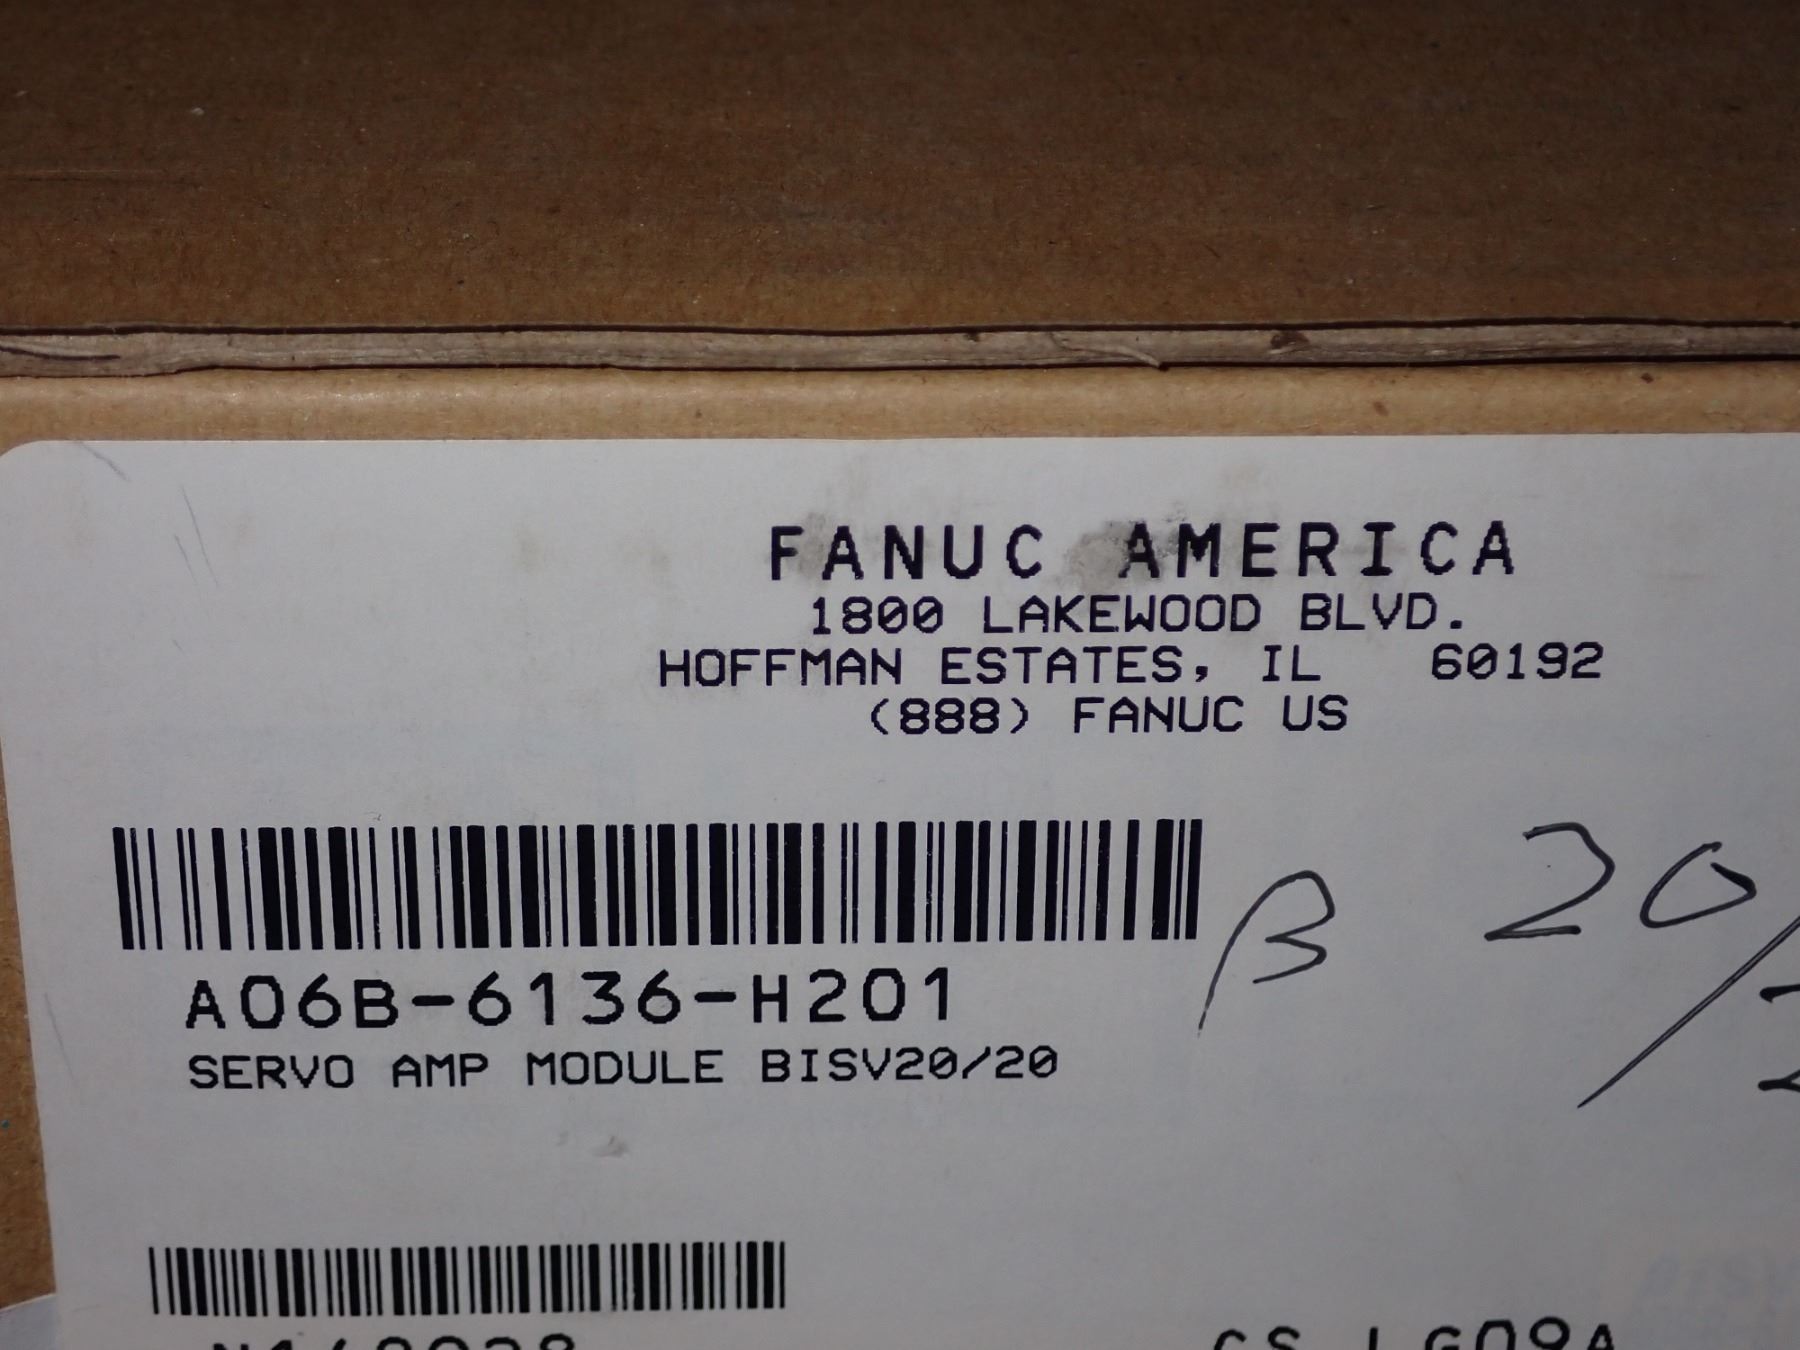 FANUC AMERICA
1800 LAKEWOOD BLVD.
HOFFMAN ESTATES, IL 60192
(888) FANUC US
β 20/
A06B-6136-H201
SERVO AMP MODULE BISV20/20